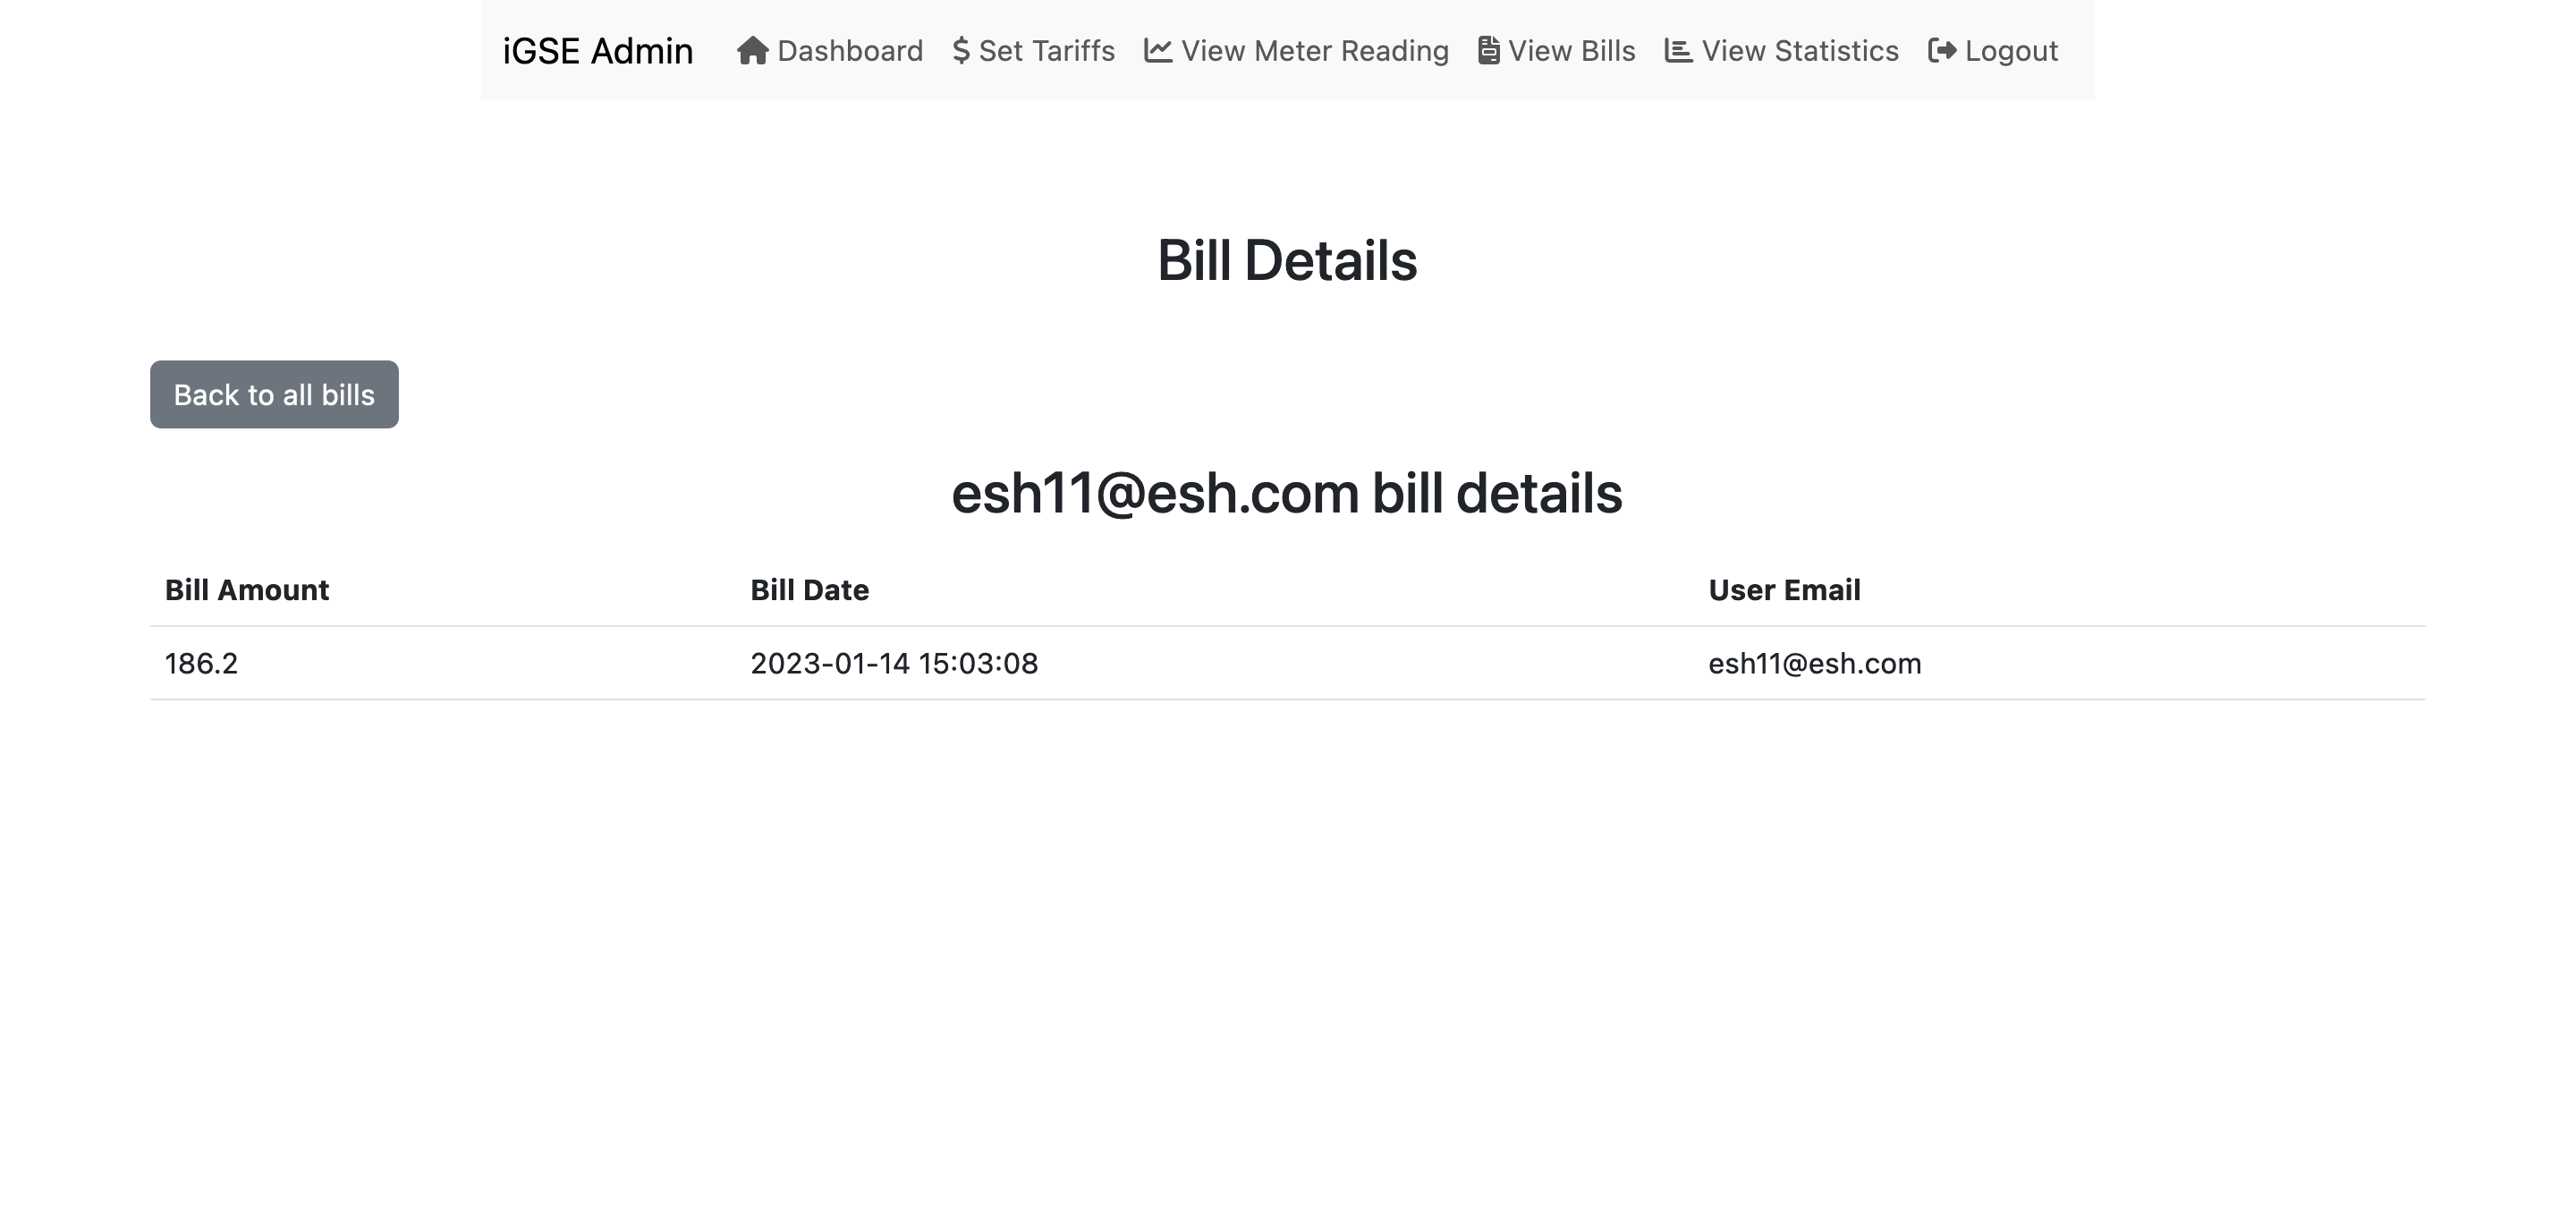 iGSE Admin Dashboard Set Tariffs View Meter Reading View Bills View Statistics Logout
Bill Details
Back to all bills
esh11@esh.com bill details
Bill Amount Bill Date User Email
186.2 2023-01-14 15:03:08 esh11@esh.com